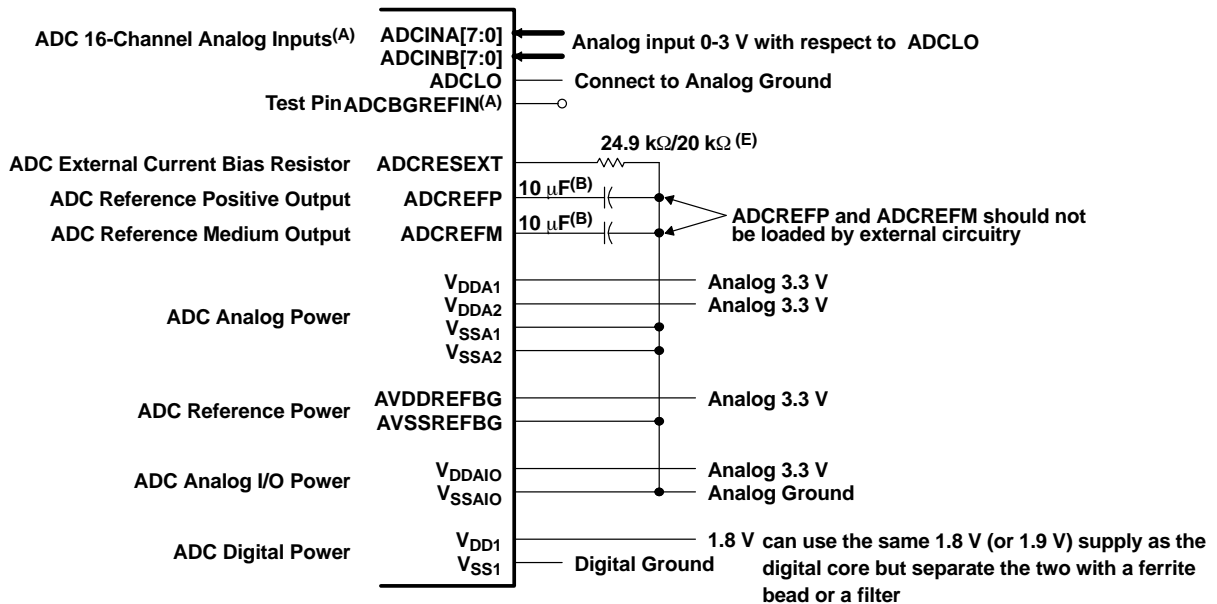 ADC 16-Channel Analog Inputs(A) ADCINA[7:0] Analog input 0-3 V with respect to ADCLO
ADCINB[7:0]
ADCLO Connect to Analog Ground
Test Pin ADCBGREFIN(A)
24.9 kΩ/20 kΩ (E)
ADC External Current Bias Resistor ADCRESEXT
ADC Reference Positive Output ADCREFP 10 μF(B)
ADCREFP and ADCREFM should not
be loaded by external circuitry
ADC Reference Medium Output ADCREFM 10 μF(B)
VDDA1 Analog 3.3 V
VDDA2 Analog 3.3 V
ADC Analog Power
VSSA1
VSSA2
AVDDREFBG Analog 3.3 V
ADC Reference Power
AVSSREFBG
VDDAIO Analog 3.3 V
ADC Analog I/O Power
VSSAIO Analog Ground
VDD1 1.8 V can use the same 1.8 V (or 1.9 V) supply as the
ADC Digital Power
VSS1 Digital Ground digital core but separate the two with a ferrite
bead or a filter